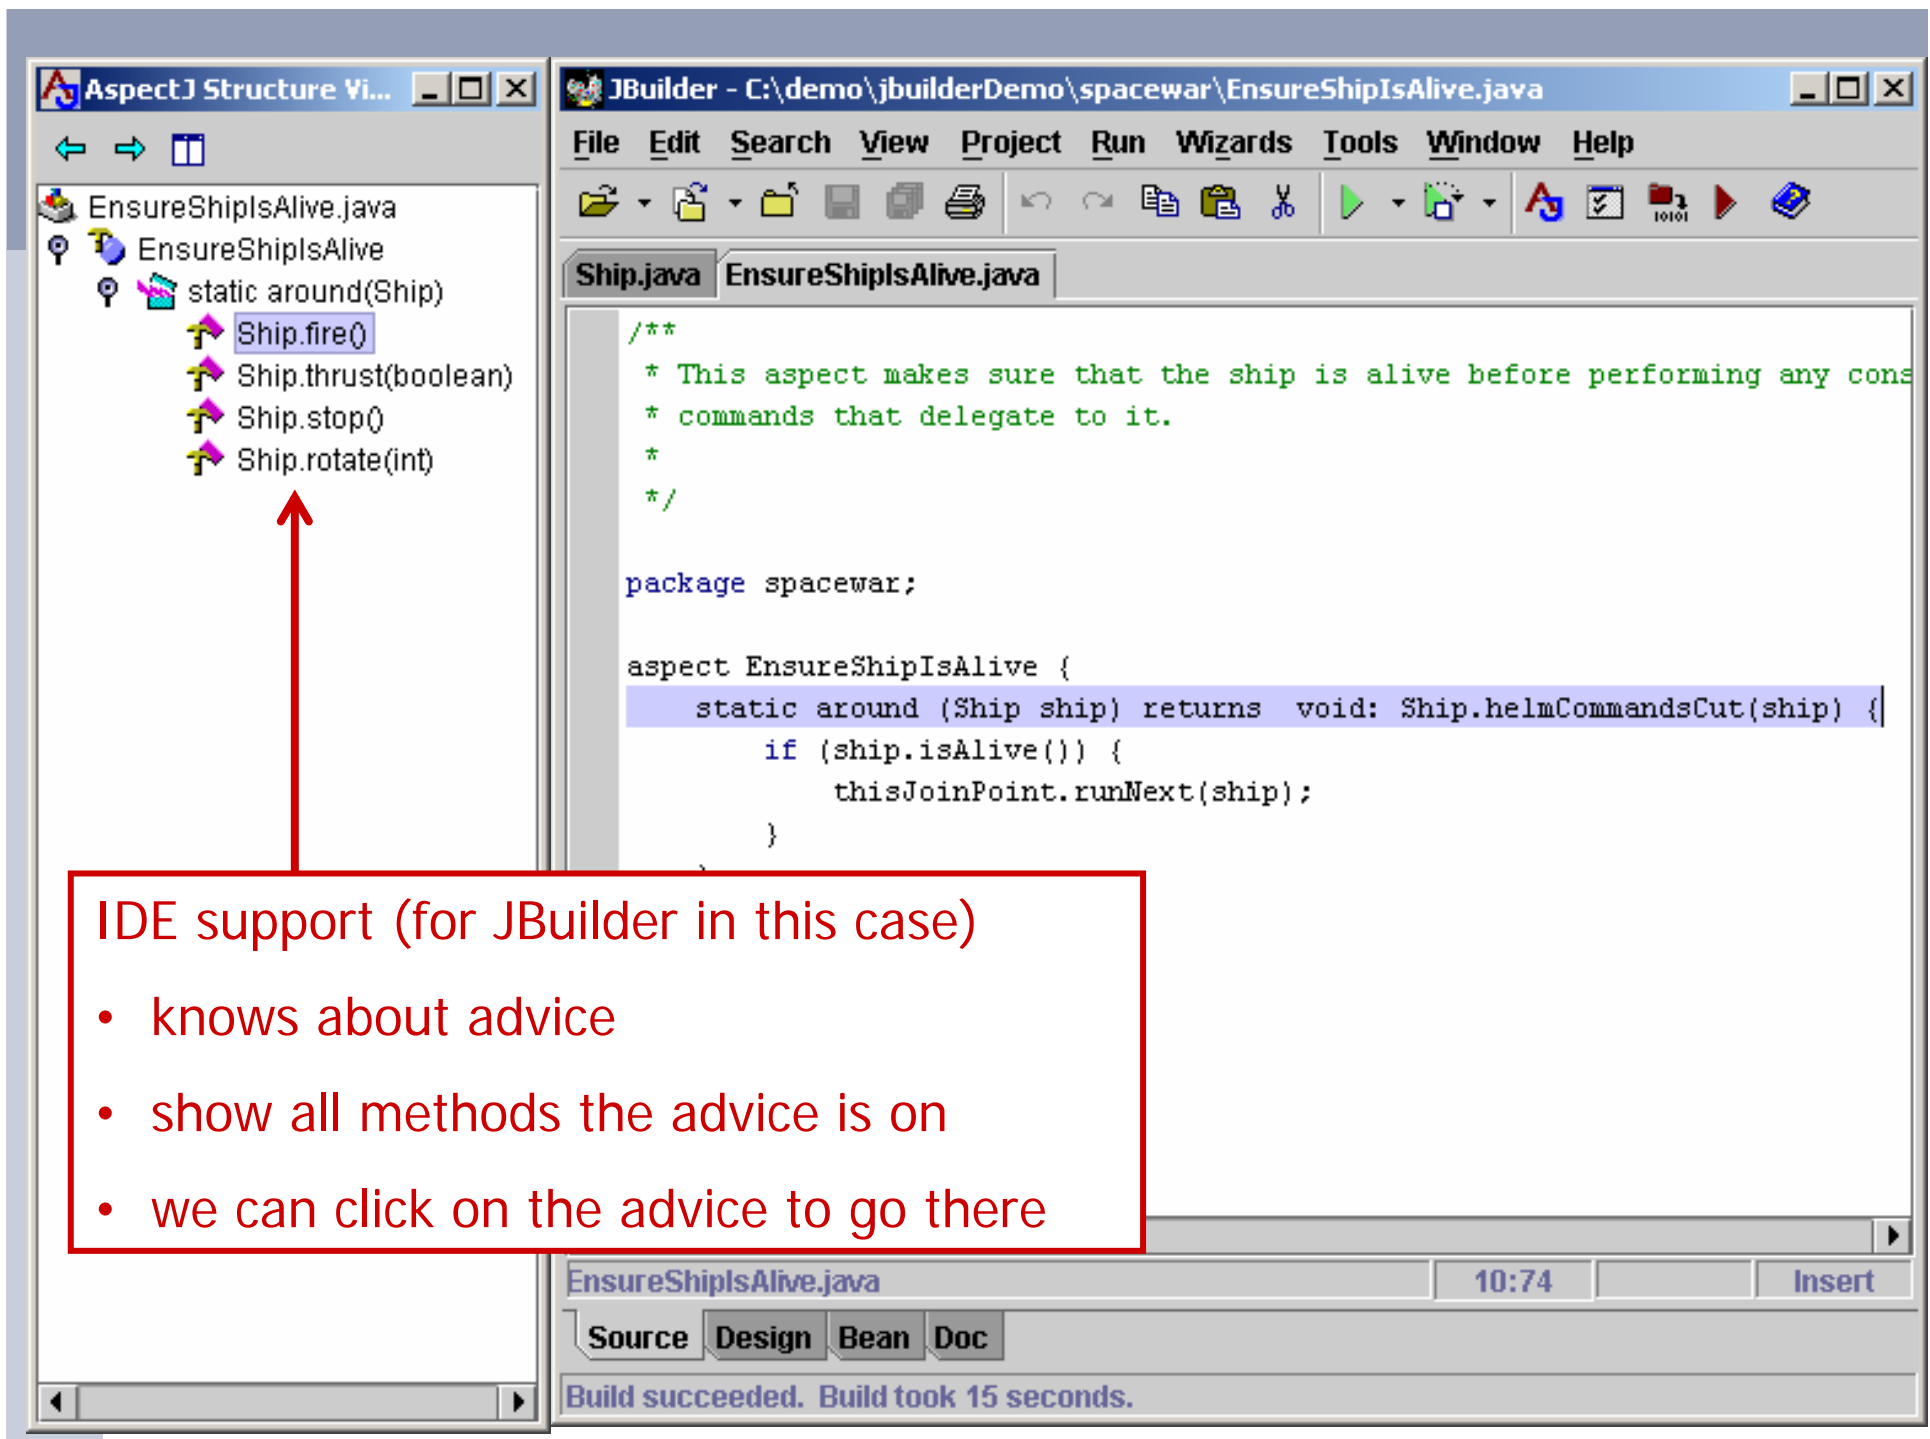 AspectJ Structure Vi...
EnsureShipIsAlive.java
EnsureShipIsAlive
static around(Ship)
Ship.fire()
Ship.thrust(boolean)
Ship.stop()
Ship.rotate(int)
JBuilder - C:\demo\jbuilderDemo\spacewar\EnsureShipIsAlive.java
File Edit Search View Project Run Wizards Tools Window Help
Ship.java EnsureShipIsAlive.java
/**
* This aspect makes sure that the ship is alive before performing any cons
* commands that delegate to it.
*
*/
package spacewar;
aspect EnsureShipIsAlive {
static around (Ship ship) returns  void: Ship.helmCommandsCut(ship) {
if (ship.isAlive()) {
thisJoinPoint.runNext(ship);
}
IDE support (for JBuilder in this case)
• knows about advice
• show all methods the advice is on
• we can click on the advice to go there
EnsureShipIsAlive.java 10:74 Insert
Source Design Bean Doc
Build succeeded. Build took 15 seconds.